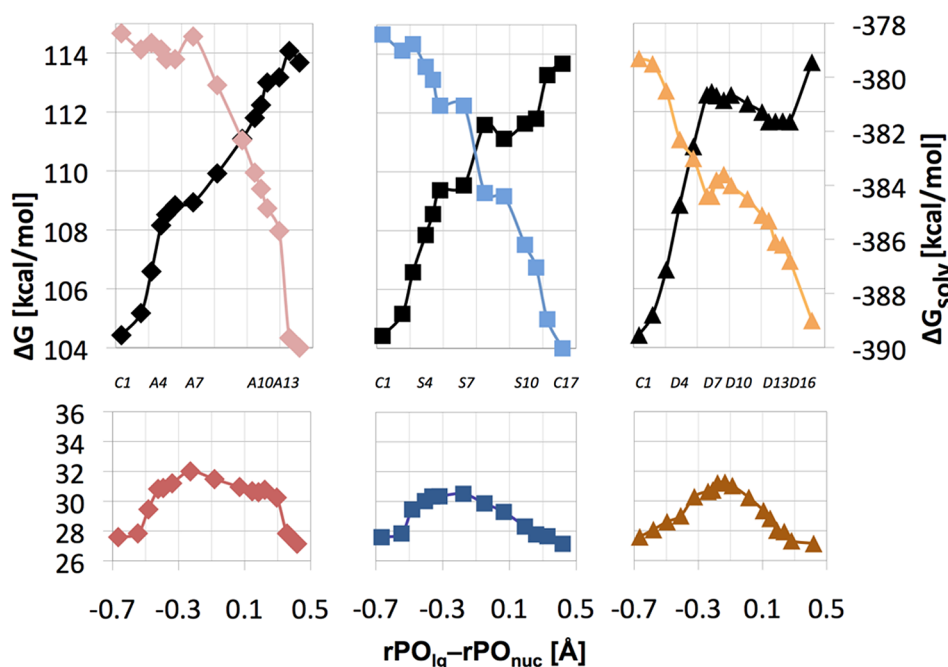 114
112
110
108
106
104
ΔG [kcal/mol]
-378
-380
-382
-384
-386
-388
-390
ΔGsolv [kcal/mol]
C1 A4 A7 A10A13
C1 S4 S7 S10 C17
C1 D4 D7 D10 D13D16
36
34
32
30
28
26
-0.7 -0.3 0.1 0.5
-0.7 -0.3 0.1 0.5
-0.7 -0.3 0.1 0.5
rPOlg–rPOnuc [Å]